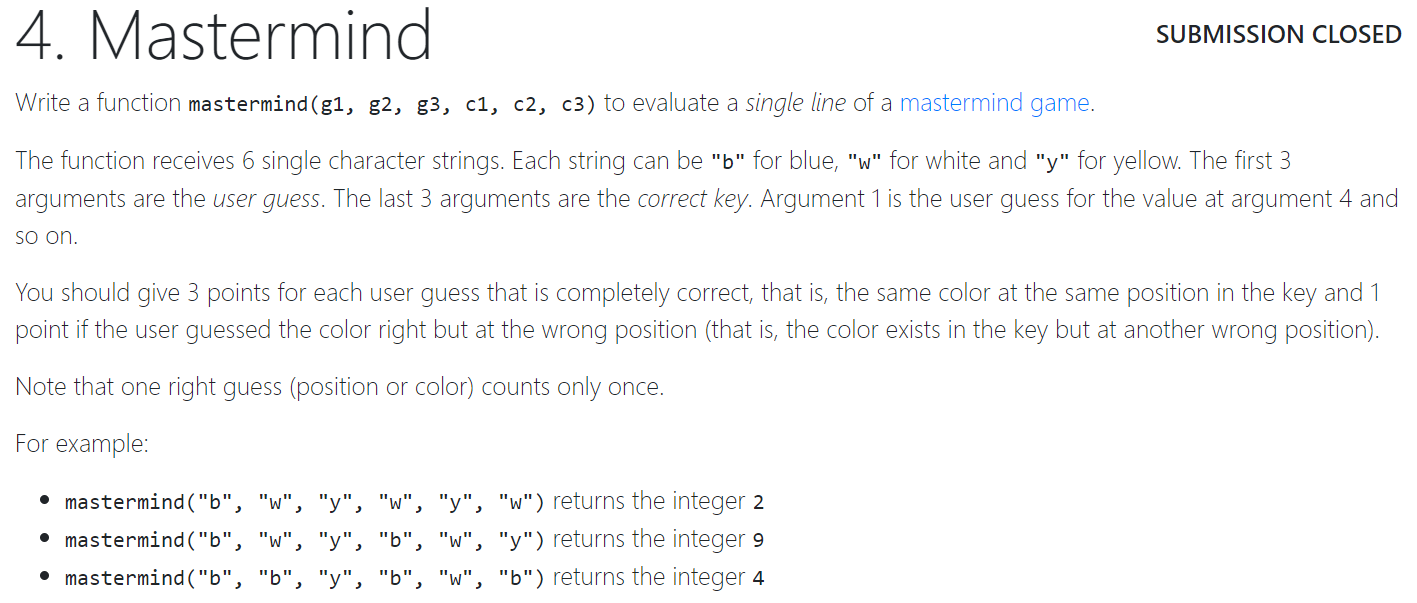 4. Mastermind
SUBMISSION CLOSED
Write a function mastermind(g1, g2, g3, c1, c2, c3) to evaluate a single line of a mastermind game.
The function receives 6 single character strings. Each string can be "b" for blue, "w" for white and "y" for yellow. The first 3
arguments are the user guess. The last 3 arguments are the correct key. Argument 1 is the user guess for the value at argument 4 and
so on.
You should give 3 points for each user guess that is completely correct, that is, the same color at the same position in the key and 1
point if the user guessed the color right but at the wrong position (that is, the color exists in the key but at another wrong position).
Note that one right guess (position or color) counts only once.
For example:
• mastermind("b", "w", "y", "w", "y", "w") returns the integer 2
• mastermind("b", "w", "y", "b", "w", "y") returns the integer 9
• mastermind("b", "b", "y", "b", "w", "b") returns the integer 4